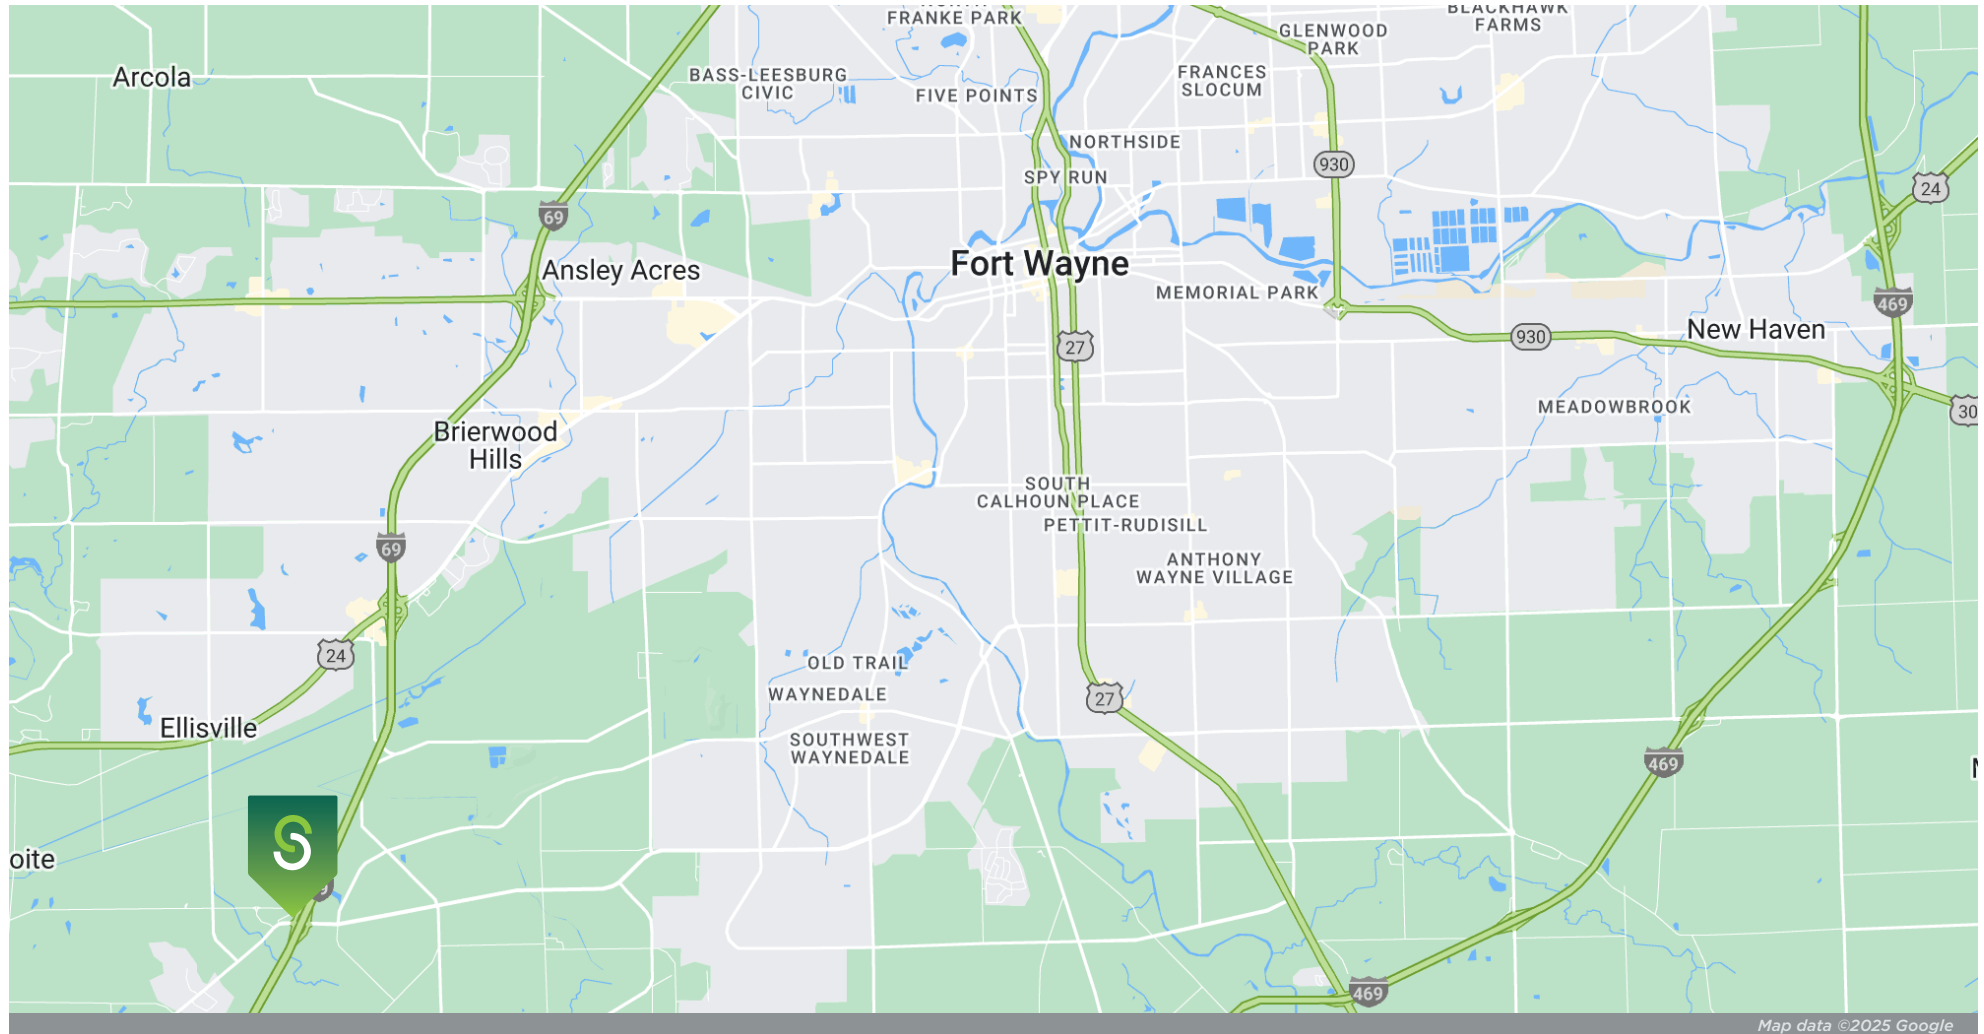 FRANKE PARK
BLACKHAWK
FARMS
GLENWOOD
PARK
Arcola
BASS-LEESBURG
CIVIC
FRANCES
SLOCUM
FIVE POINTS
NORTHSIDE
930
SPY RUN
24
69
Fort Wayne
Ansley Acres
MEMORIAL PARK
469
New Haven
930
27
MEADOWBROOK
30
Brierwood
Hills
SOUTH
CALHOUN PLACE
PETTIT-RUDISILL
69
ANTHONY
WAYNE VILLAGE
24
OLD TRAIL
WAYNEDALE
27
Ellisville
SOUTHWEST
WAYNEDALE
469
S
oite
9
469
Map data ©2025 Google